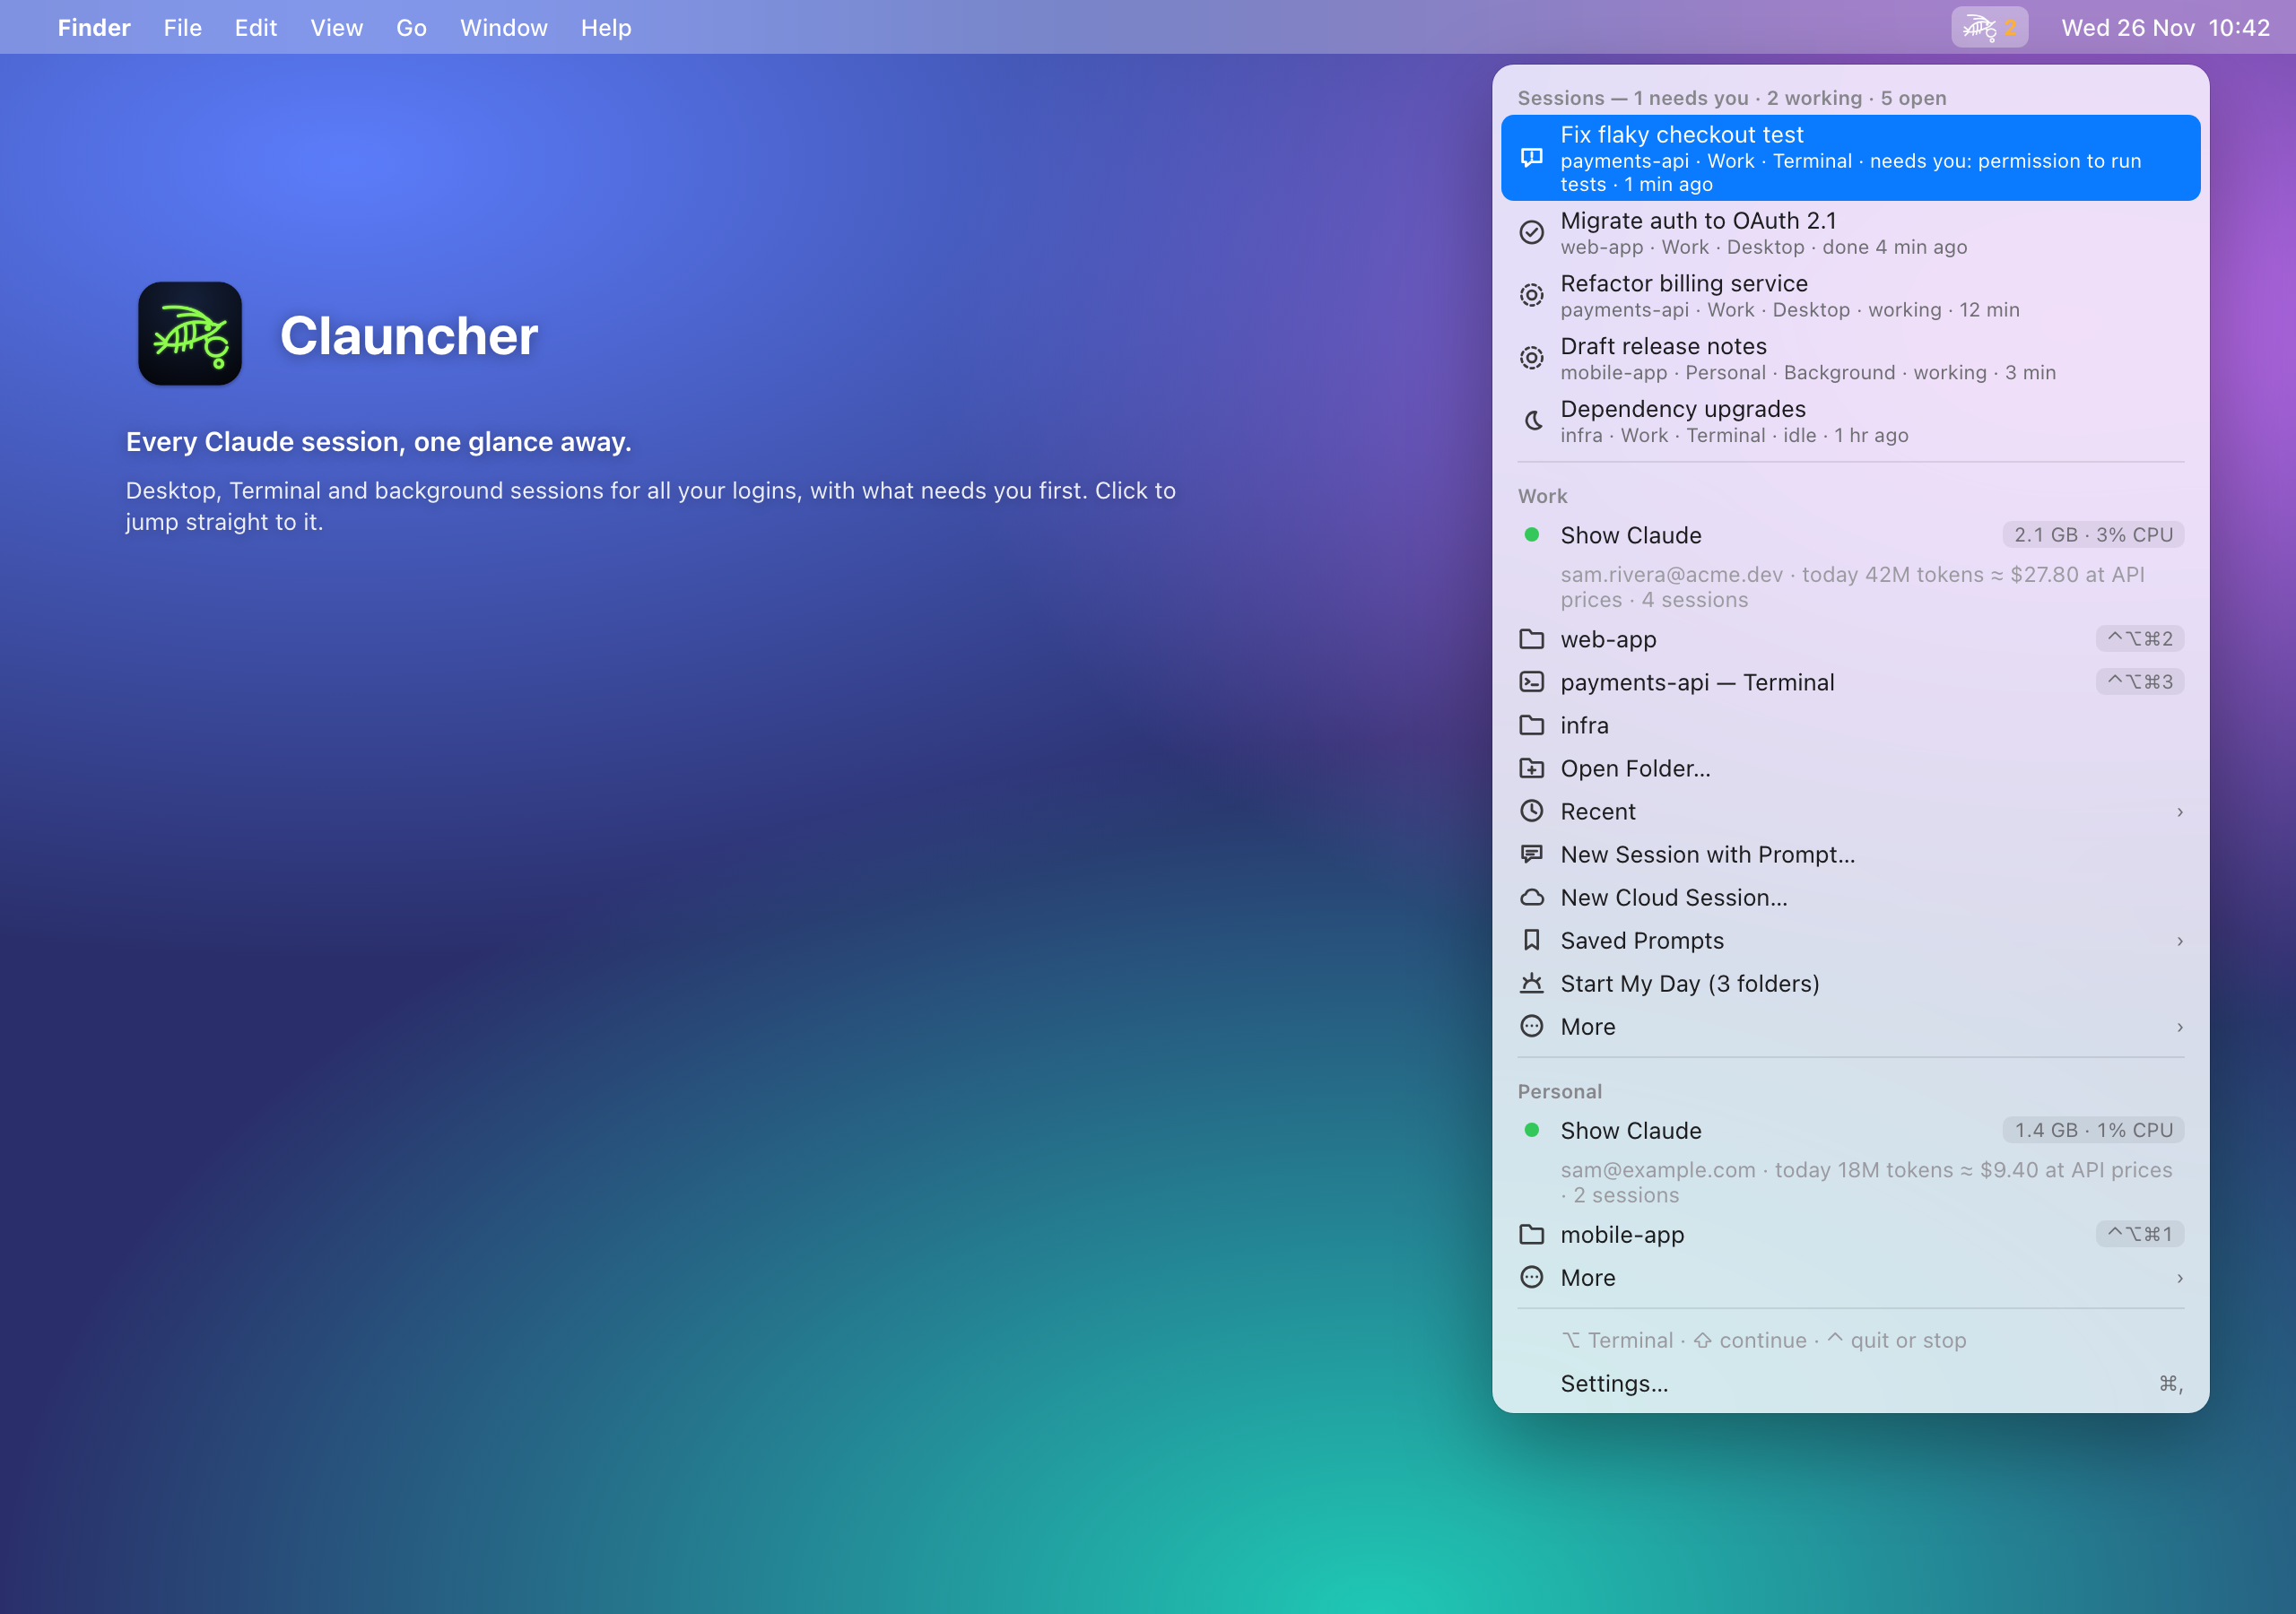 Finder File Edit View Go Window Help 2 Wed 26 Nov 10:42
Clauncher
Every Claude session, one glance away.
Desktop, Terminal and background sessions for all your logins, with what needs you first. Click to
jump straight to it.
Sessions — 1 needs you · 2 working · 5 open
Fix flaky checkout test
payments-api · Work · Terminal · needs you: permission to run
tests · 1 min ago
Migrate auth to OAuth 2.1
web-app · Work · Desktop · done 4 min ago
Refactor billing service
payments-api · Work · Desktop · working · 12 min
Draft release notes
mobile-app · Personal · Background · working · 3 min
Dependency upgrades
infra · Work · Terminal · idle · 1 hr ago
Work
Show Claude 2.1 GB · 3% CPU
sam.rivera@acme.dev · today 42M tokens ≈ $27.80 at API
prices · 4 sessions
web-app ^⌥⌘2
payments-api — Terminal ^⌥⌘3
infra
Open Folder...
Recent ›
New Session with Prompt...
New Cloud Session...
Saved Prompts ›
Start My Day (3 folders)
More ›
Personal
Show Claude 1.4 GB · 1% CPU
sam@example.com · today 18M tokens ≈ $9.40 at API prices
· 2 sessions
mobile-app ^⌥⌘1
More ›
⌥ Terminal · ⇧ continue · ^ quit or stop
Settings... ⌘,